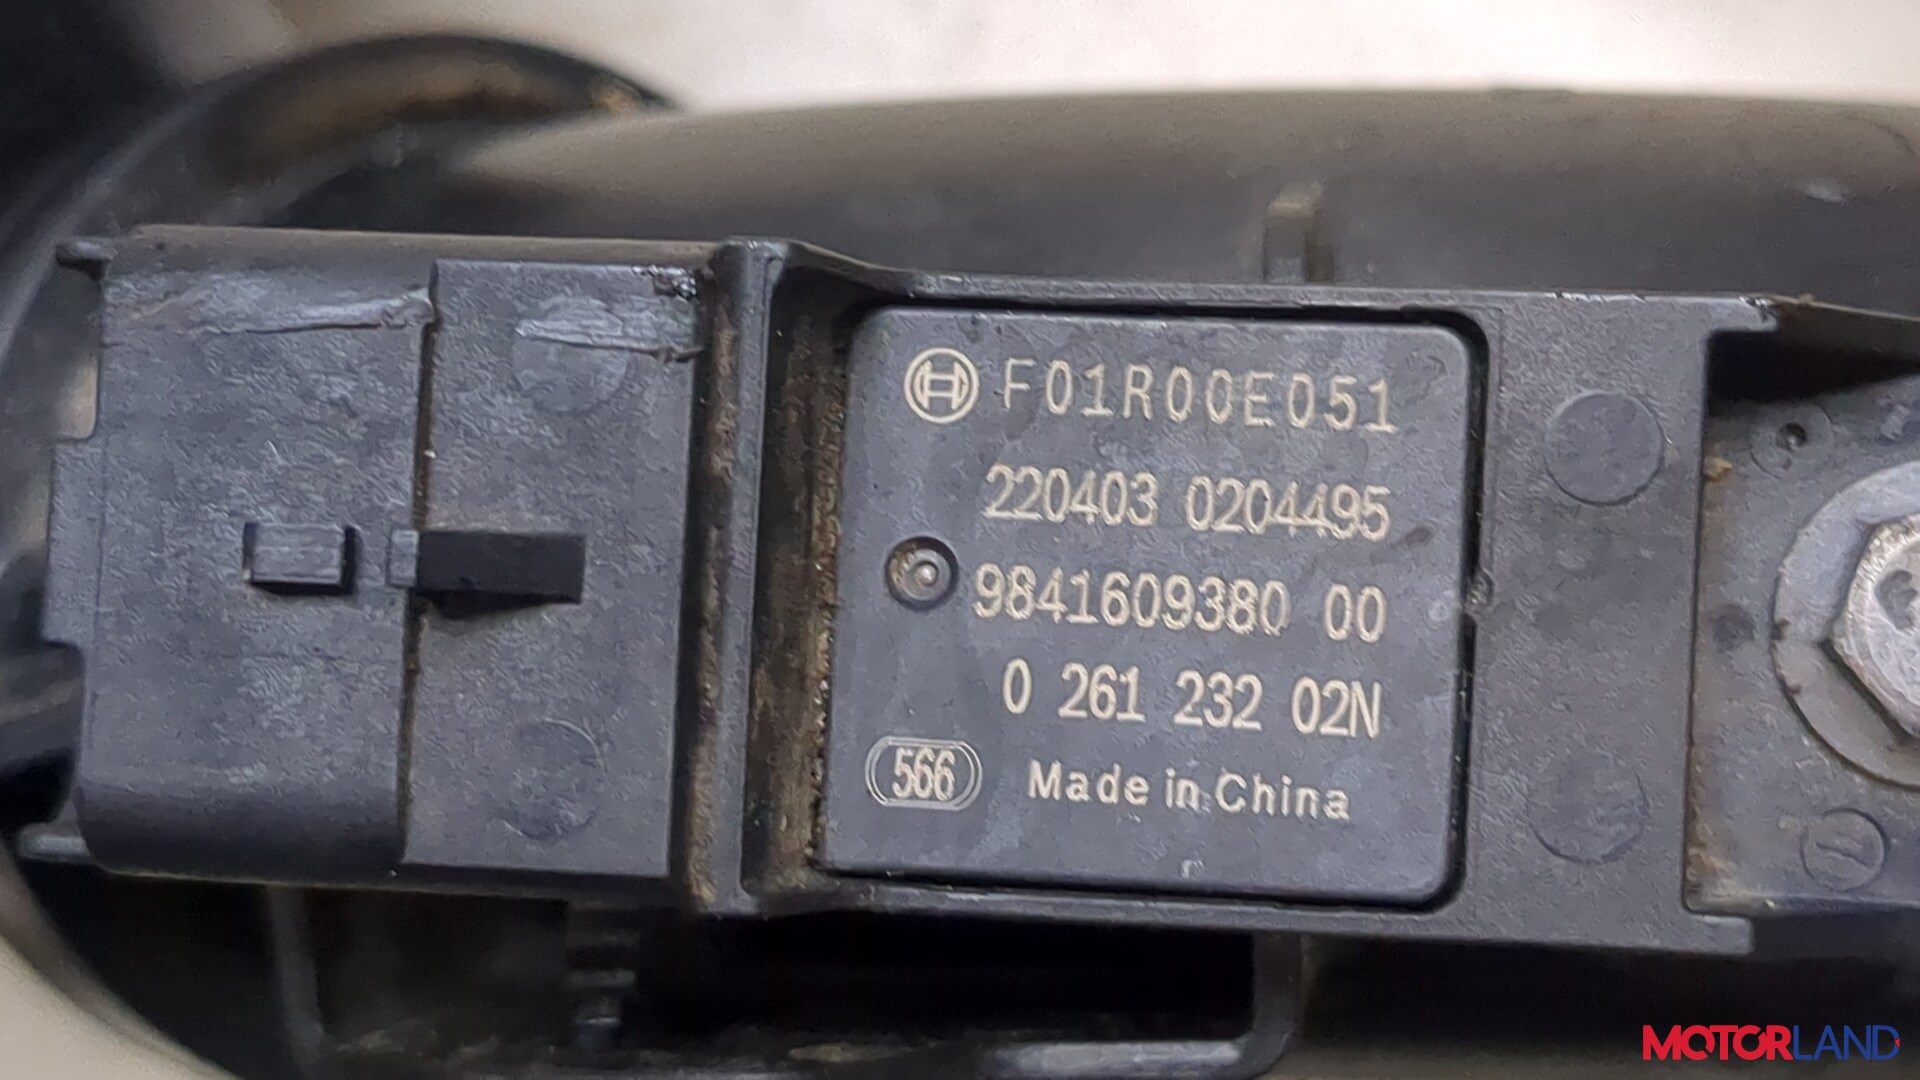 F01R00E051
220403 0204495
9841609380 00
0 261 232 02N
566 Made in China
MOTORLAND